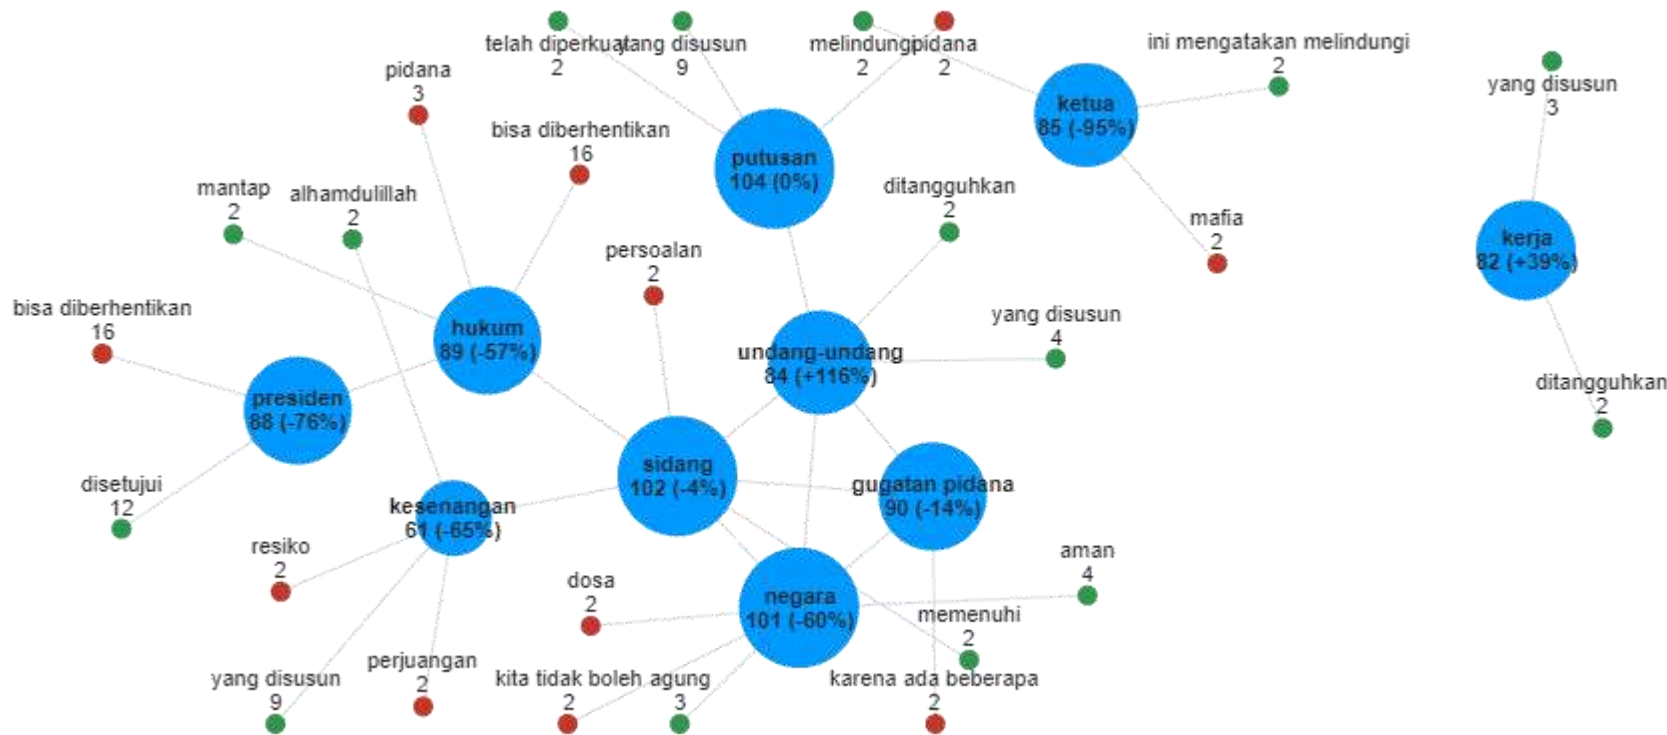 telah diperkuat
2
yang disusun
9
melindungi
2
pidana
2
ini mengatakan melindungi
2
yang disusun
3
pidana
3
ketua
85 (-95%)
bisa diberhentikan
16
putusan
104 (0%)
mantap
2
alhamdulillah
2
ditangguhkan
2
mafia
2
kerja
82 (+39%)
persoalan
2
bisa diberhentikan
16
hukum
89 (-57%)
yang disusun
4
undang-undang
84 (+116%)
ditangguhkan
2
presiden
88 (-76%)
sidang
102 (-4%)
disetujui
12
gugatan pidana
90 (-14%)
kesenangan
61 (-65%)
resiko
2
aman
4
dosa
2
negara
101 (-60%)
memenuhi
2
perjuangan
2
yang disusun
9
kita tidak boleh
2
agung
3
karena ada beberapa
2